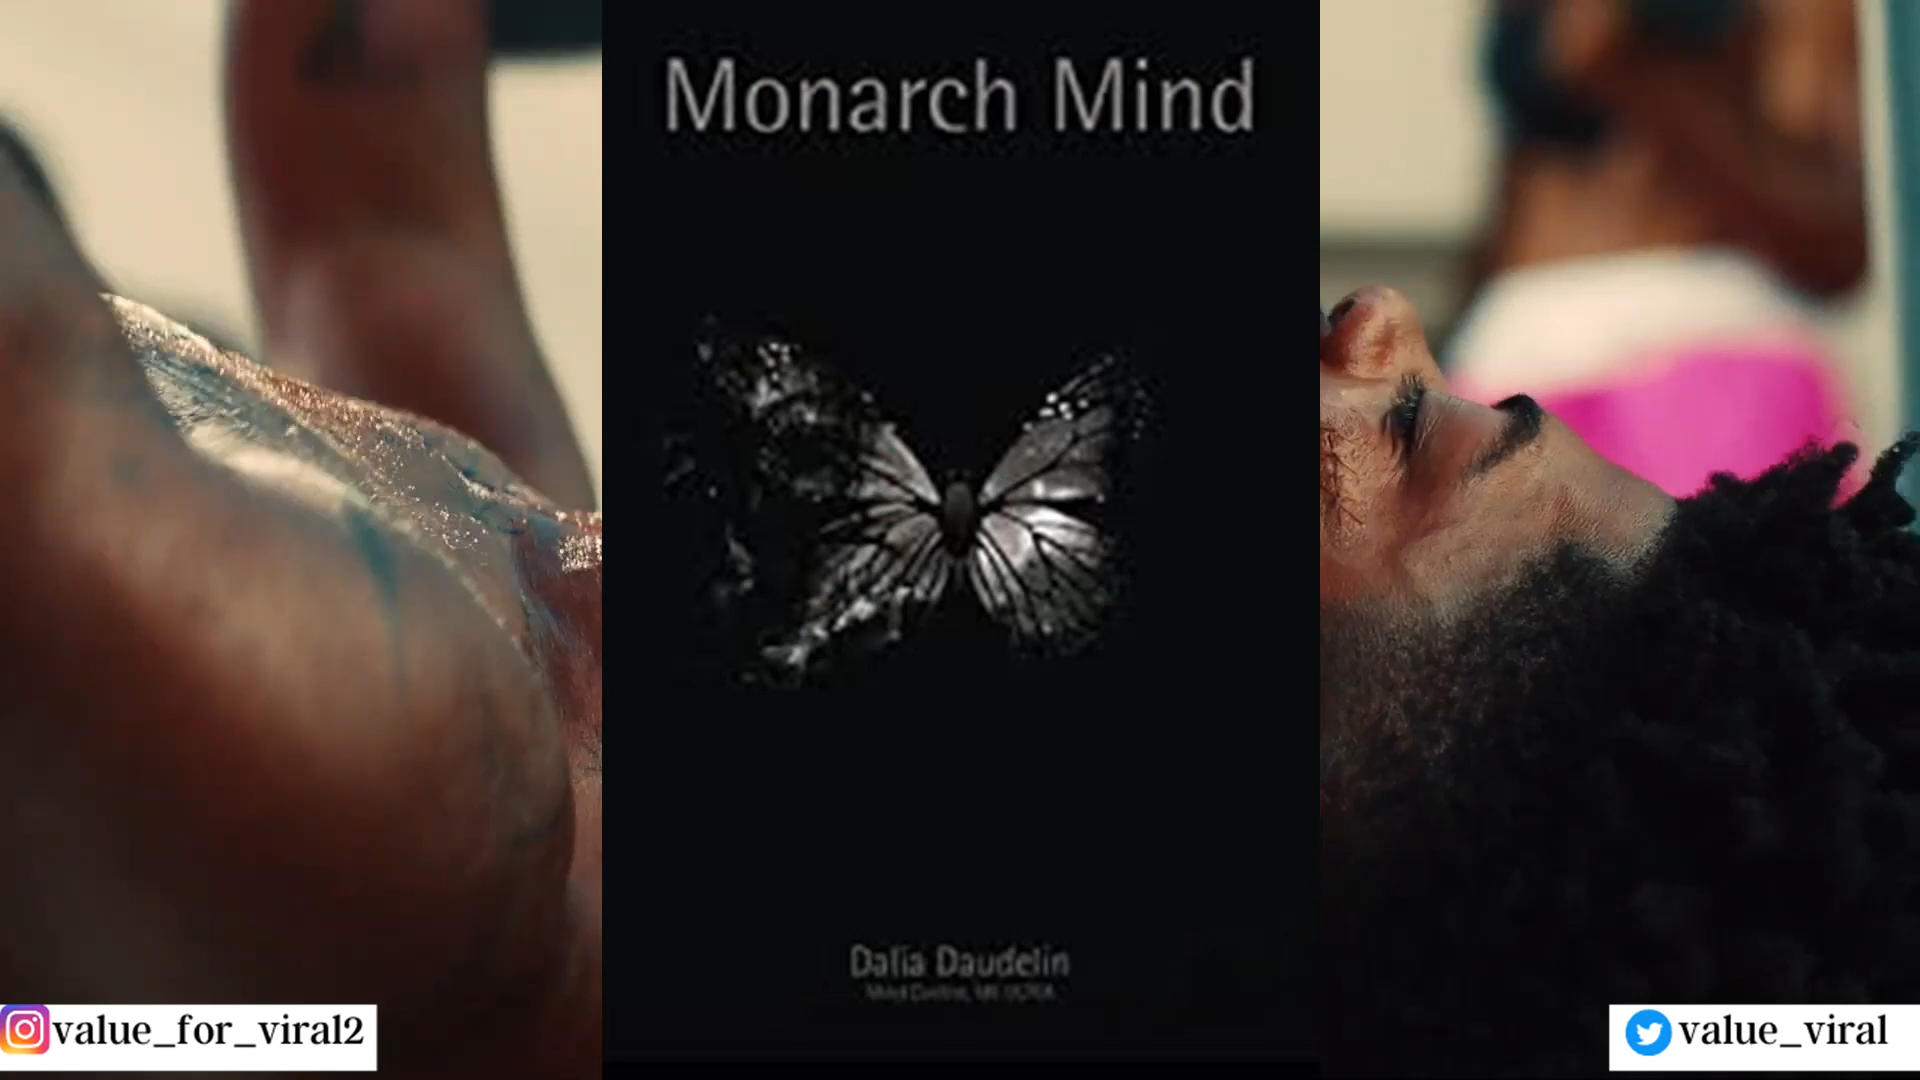 Monarch Mind
Dalia Daudelin
value_for_viral2
value_viral